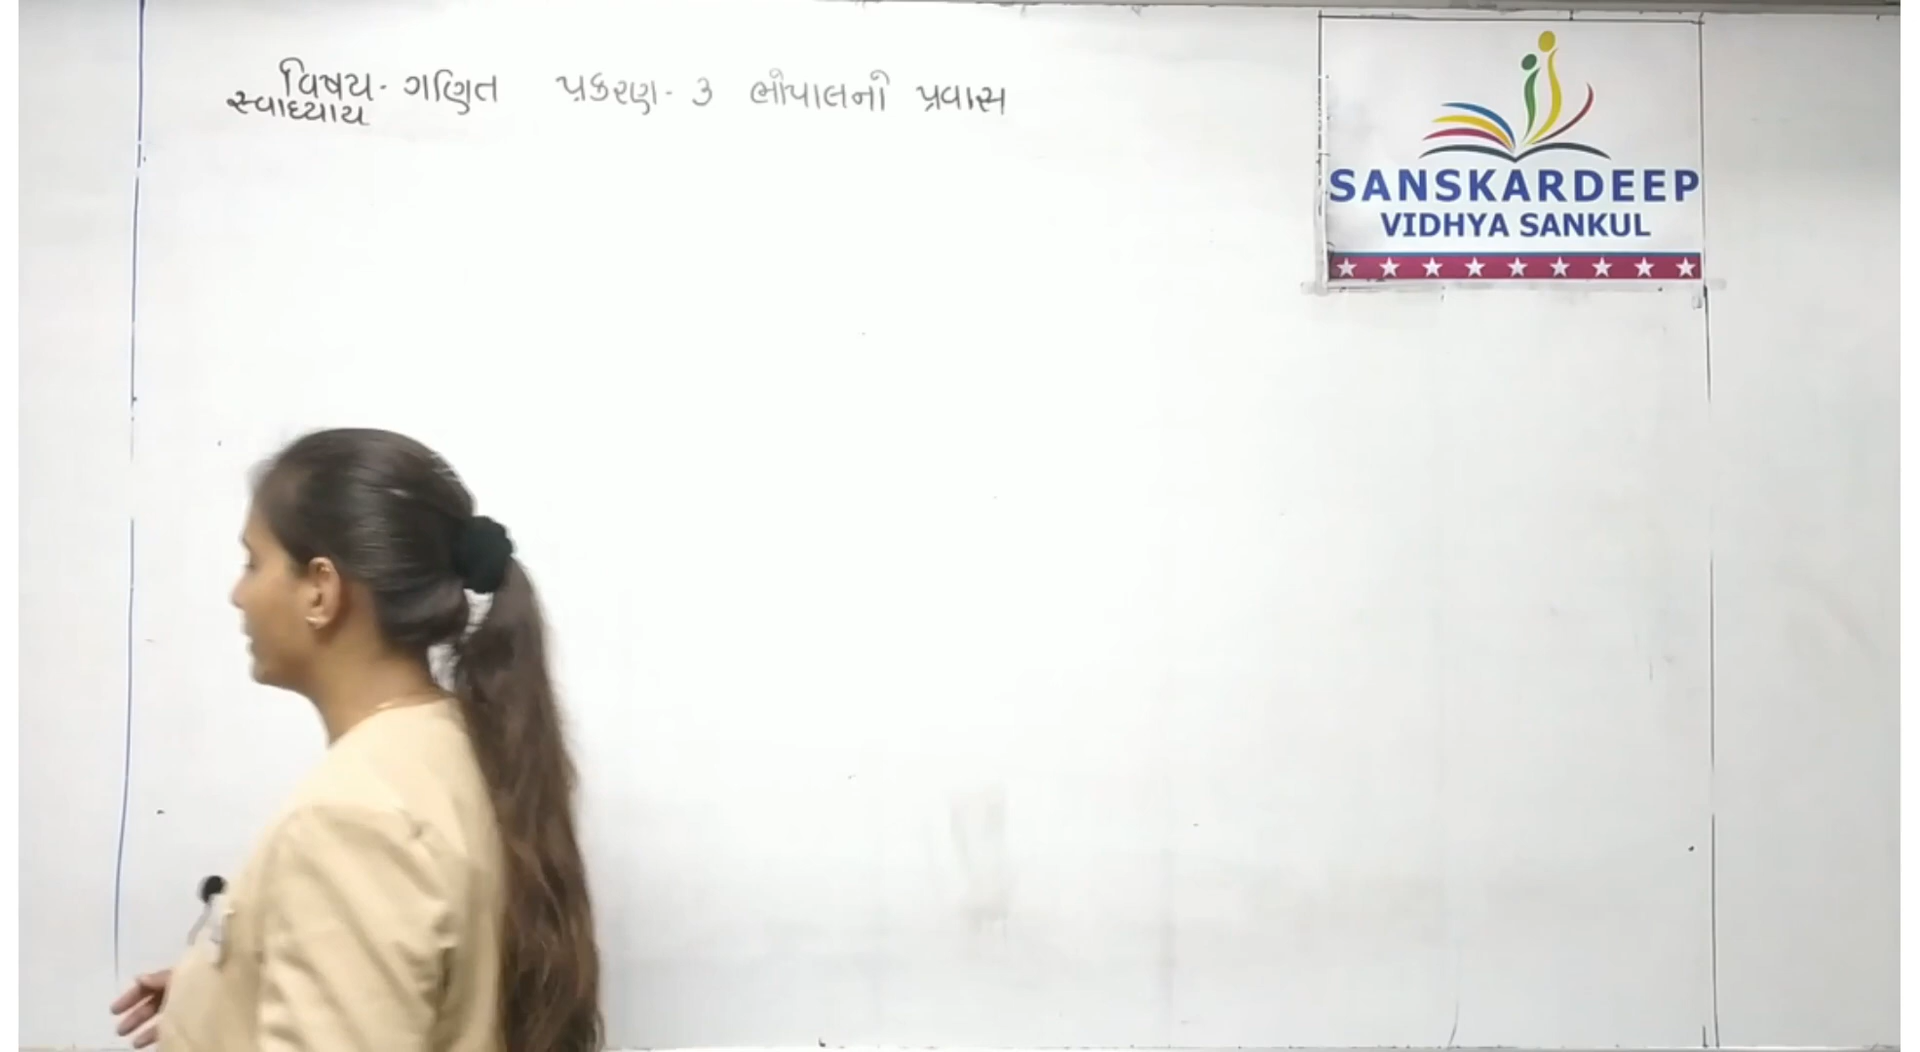 વિષય - ગણિત પ્રકરણ - ૩ ભોપાલની પ્રવાસ
સ્વાધ્યાય
SANSKARDEEP
VIDHYA SANKUL